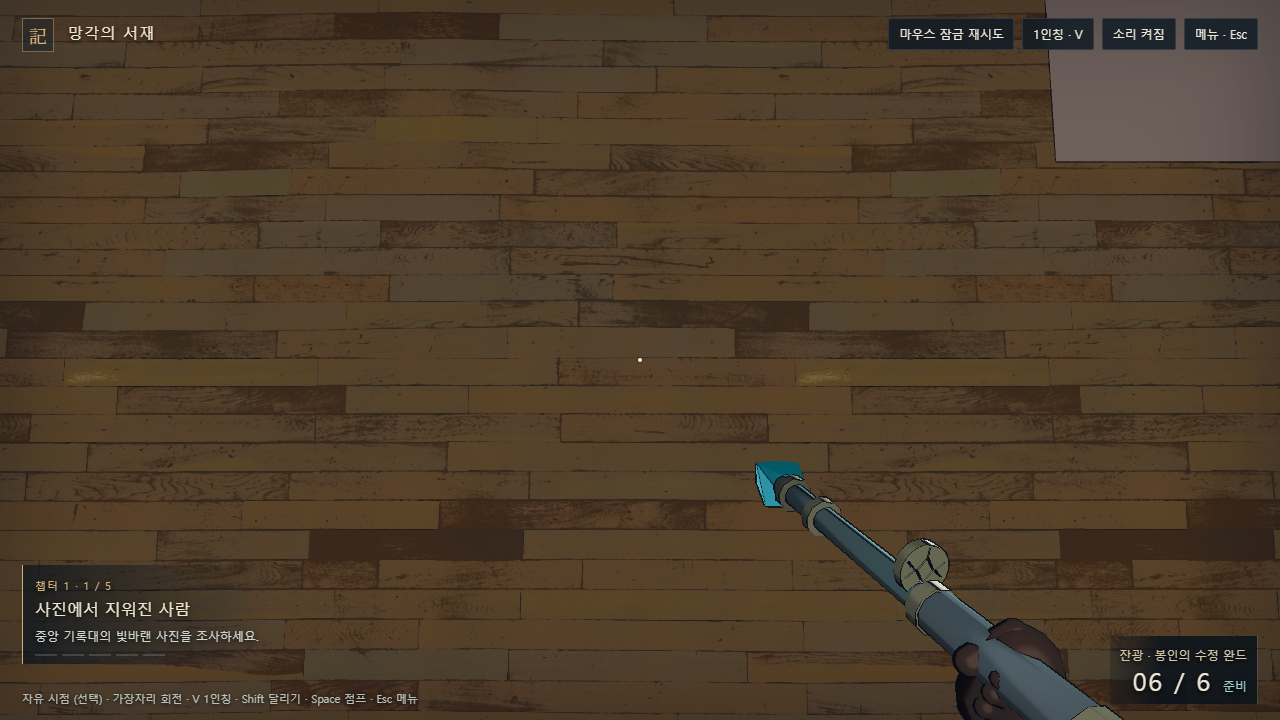 記 망각의 서재
마우스 잠금 재시도 1인칭 · V 소리 켜짐 메뉴 · Esc
챕터 1 · 1 / 5
사진에서 지워진 사람
중앙 기록대의 빛바랜 사진을 조사하세요.
자유 시점 (선택) · 가장자리 회전 · V 1인칭 · Shift 달리기 · Space 점프 · Esc 메뉴
잔광 · 봉인의 수정 완드
06 / 6 준비